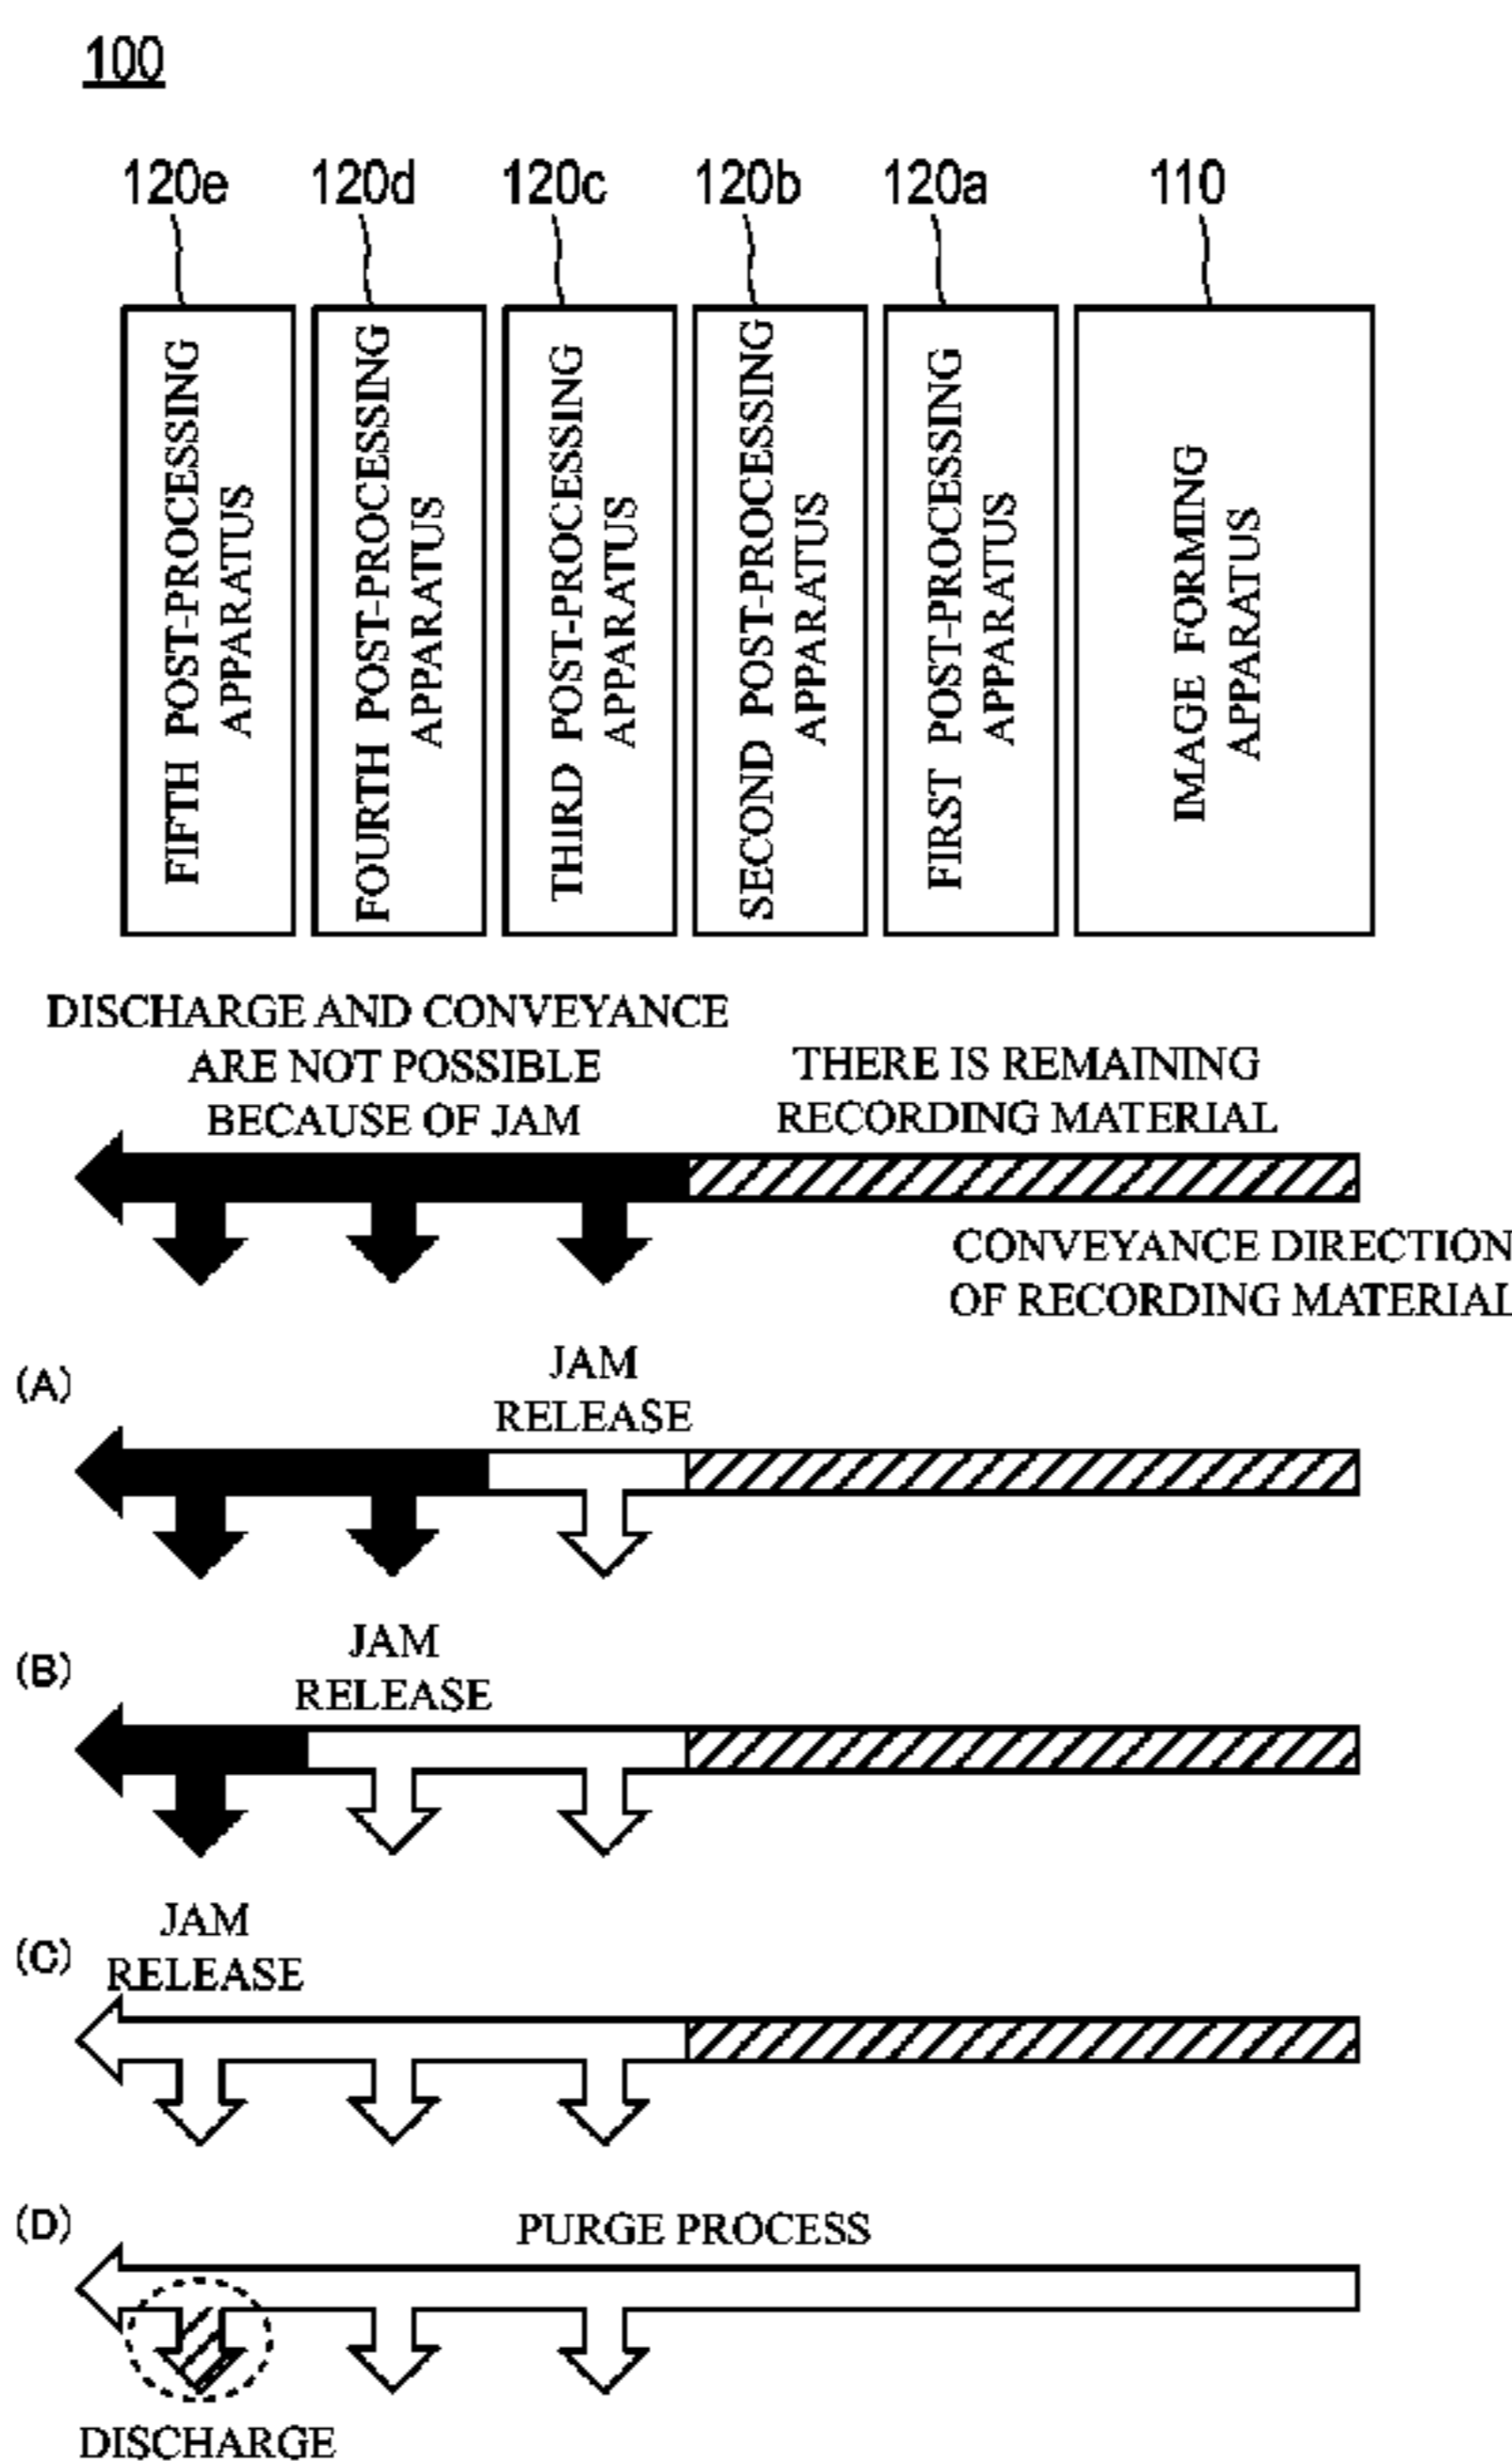 100
120e 120d 120c 120b 120a 110
FIFTH POST-PROCESSING
APPARATUS
FOURTH POST-PROCESSING
APPARATUS
THIRD POST-PROCESSING
APPARATUS
SECOND POST-PROCESSING
APPARATUS
FIRST POST-PROCESSING
APPARATUS
IMAGE FORMING
APPARATUS
DISCHARGE AND CONVEYANCE
ARE NOT POSSIBLE
BECAUSE OF JAM
THERE IS REMAINING
RECORDING MATERIAL
CONVEYANCE DIRECTION
OF RECORDING MATERIAL
(A)
JAM
RELEASE
(B)
JAM
RELEASE
(C)
JAM
RELEASE
(D)
PURGE PROCESS
DISCHARGE